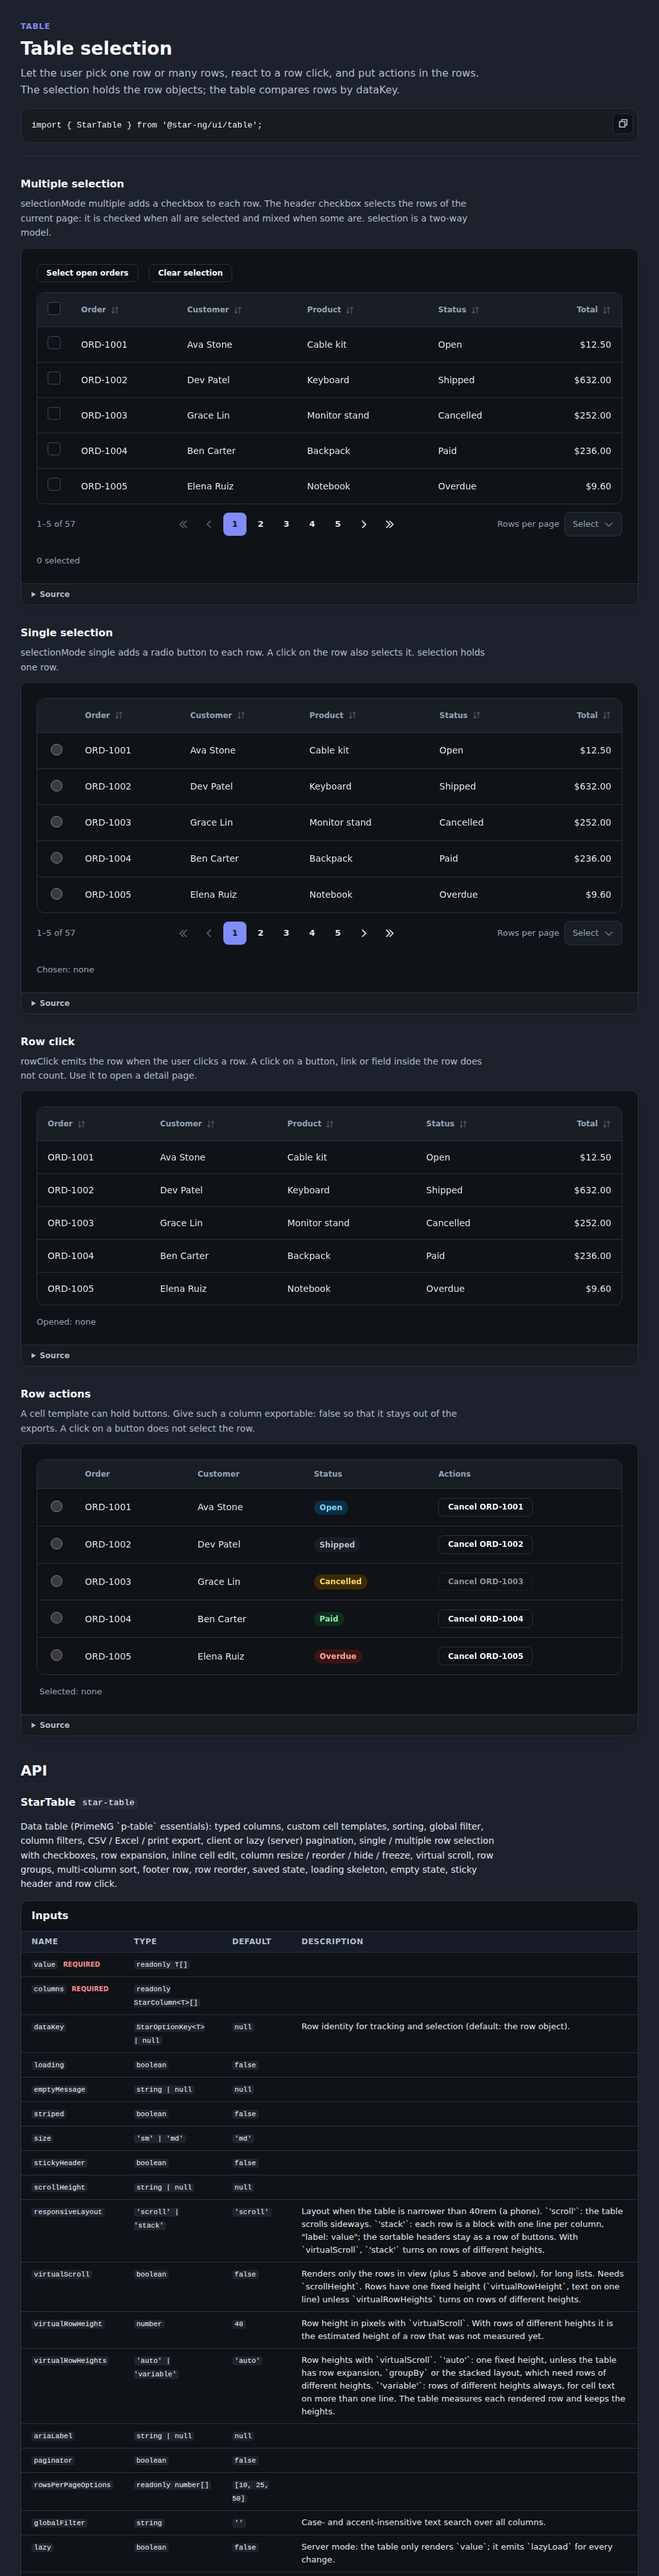 TABLE
Table selection
Let the user pick one row or many rows, react to a row click, and put actions in the rows.
The selection holds the row objects; the table compares rows by dataKey.
import { StarTable } from '@star-ng/ui/table';
Multiple selection
selectionMode multiple adds a checkbox to each row. The header checkbox selects the rows of the
current page: it is checked when all are selected and mixed when some are. selection is a two-way
model.
Select open orders Clear selection
Order Customer Product Status Total
ORD-1001 Ava Stone Cable kit Open $12.50
ORD-1002 Dev Patel Keyboard Shipped $632.00
ORD-1003 Grace Lin Monitor stand Cancelled $252.00
ORD-1004 Ben Carter Backpack Paid $236.00
ORD-1005 Elena Ruiz Notebook Overdue $9.60
1–5 of 57 1 2 3 4 5 Rows per page Select
0 selected
Source
Single selection
selectionMode single adds a radio button to each row. A click on the row also selects it. selection holds
one row.
Order Customer Product Status Total
ORD-1001 Ava Stone Cable kit Open $12.50
ORD-1002 Dev Patel Keyboard Shipped $632.00
ORD-1003 Grace Lin Monitor stand Cancelled $252.00
ORD-1004 Ben Carter Backpack Paid $236.00
ORD-1005 Elena Ruiz Notebook Overdue $9.60
1–5 of 57 1 2 3 4 5 Rows per page Select
Chosen: none
Source
Row click
rowClick emits the row when the user clicks a row. A click on a button, link or field inside the row does
not count. Use it to open a detail page.
Order Customer Product Status Total
ORD-1001 Ava Stone Cable kit Open $12.50
ORD-1002 Dev Patel Keyboard Shipped $632.00
ORD-1003 Grace Lin Monitor stand Cancelled $252.00
ORD-1004 Ben Carter Backpack Paid $236.00
ORD-1005 Elena Ruiz Notebook Overdue $9.60
Opened: none
Source
Row actions
A cell template can hold buttons. Give such a column exportable: false so that it stays out of the
exports. A click on a button does not select the row.
Order Customer Status Actions
ORD-1001 Ava Stone Open Cancel ORD-1001
ORD-1002 Dev Patel Shipped Cancel ORD-1002
ORD-1003 Grace Lin Cancelled Cancel ORD-1003
ORD-1004 Ben Carter Paid Cancel ORD-1004
ORD-1005 Elena Ruiz Overdue Cancel ORD-1005
Selected: none
Source
API
StarTable star-table
Data table (PrimeNG `p-table` essentials): typed columns, custom cell templates, sorting, global filter,
column filters, CSV / Excel / print export, client or lazy (server) pagination, single / multiple row selection
with checkboxes, row expansion, inline cell edit, column resize / reorder / hide / freeze, virtual scroll, row
groups, multi-column sort, footer row, row reorder, saved state, loading skeleton, empty state, sticky
header and row click.
Inputs
NAME TYPE DEFAULT DESCRIPTION
value REQUIRED readonly T[]
columns REQUIRED readonly
StarColumn<T>[]
dataKey StarOptionKey<T> null Row identity for tracking and selection (default: the row object).
| null
loading boolean false
emptyMessage string | null null
striped boolean false
size 'sm' | 'md' 'md'
stickyHeader boolean false
scrollHeight string | null null
responsiveLayout 'scroll' | 'scroll' Layout when the table is narrower than 40rem (a phone). `'scroll'`: the table
'stack' scrolls sideways. `'stack'`: each row is a block with one line per column,
"label: value"; the sortable headers stay as a row of buttons. With
`virtualScroll`, `'stack'` turns on rows of different heights.
virtualScroll boolean false Renders only the rows in view (plus 5 above and below), for long lists. Needs
`scrollHeight`. Rows have one fixed height (`virtualRowHeight`, text on one
line) unless `virtualRowHeights` turns on rows of different heights.
virtualRowHeight number 48 Row height in pixels with `virtualScroll`. With rows of different heights it is
the estimated height of a row that was not measured yet.
virtualRowHeights 'auto' | 'auto' Row heights with `virtualScroll`. `'auto'`: one fixed height, unless the table
'variable' has row expansion, `groupBy` or the stacked layout, which need rows of
different heights. `'variable'`: rows of different heights always, for cell text
on more than one line. The table measures each rendered row and keeps the
heights.
ariaLabel string | null null
paginator boolean false
rowsPerPageOptions readonly number[] [10, 25,
50]
globalFilter string '' Case- and accent-insensitive text search over all columns.
lazy boolean false Server mode: the table only renders `value`; it emits `lazyLoad` for every
change.